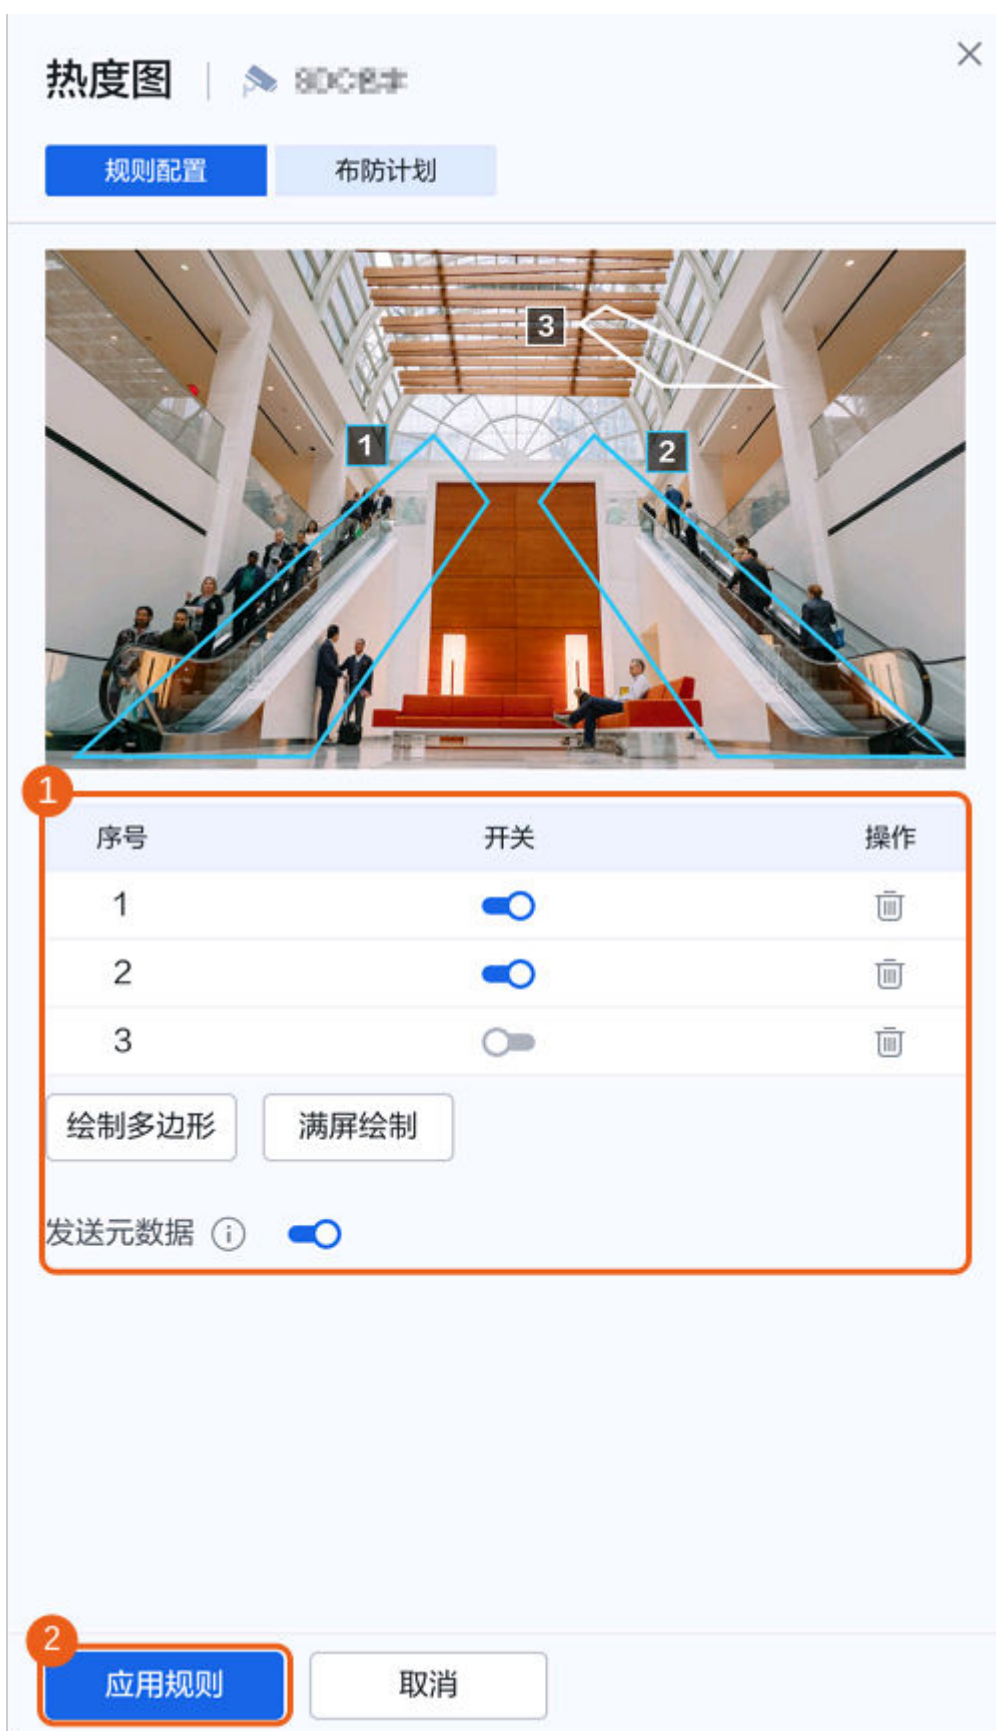 热度图
规则配置 布防计划
3
1 2
1
序号 开关 操作
1
2
3
绘制多边形 满屏绘制
发送元数据 i
2
应用规则 取消